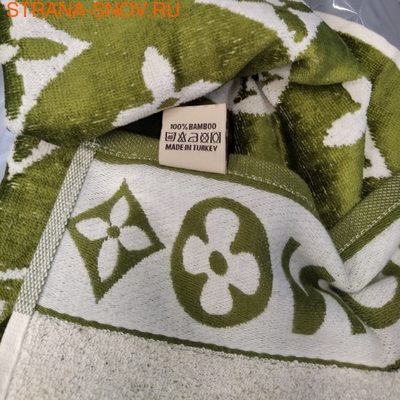 STRANA-SNOV.RU
100% BAMBOO
MADE IN TURKEY